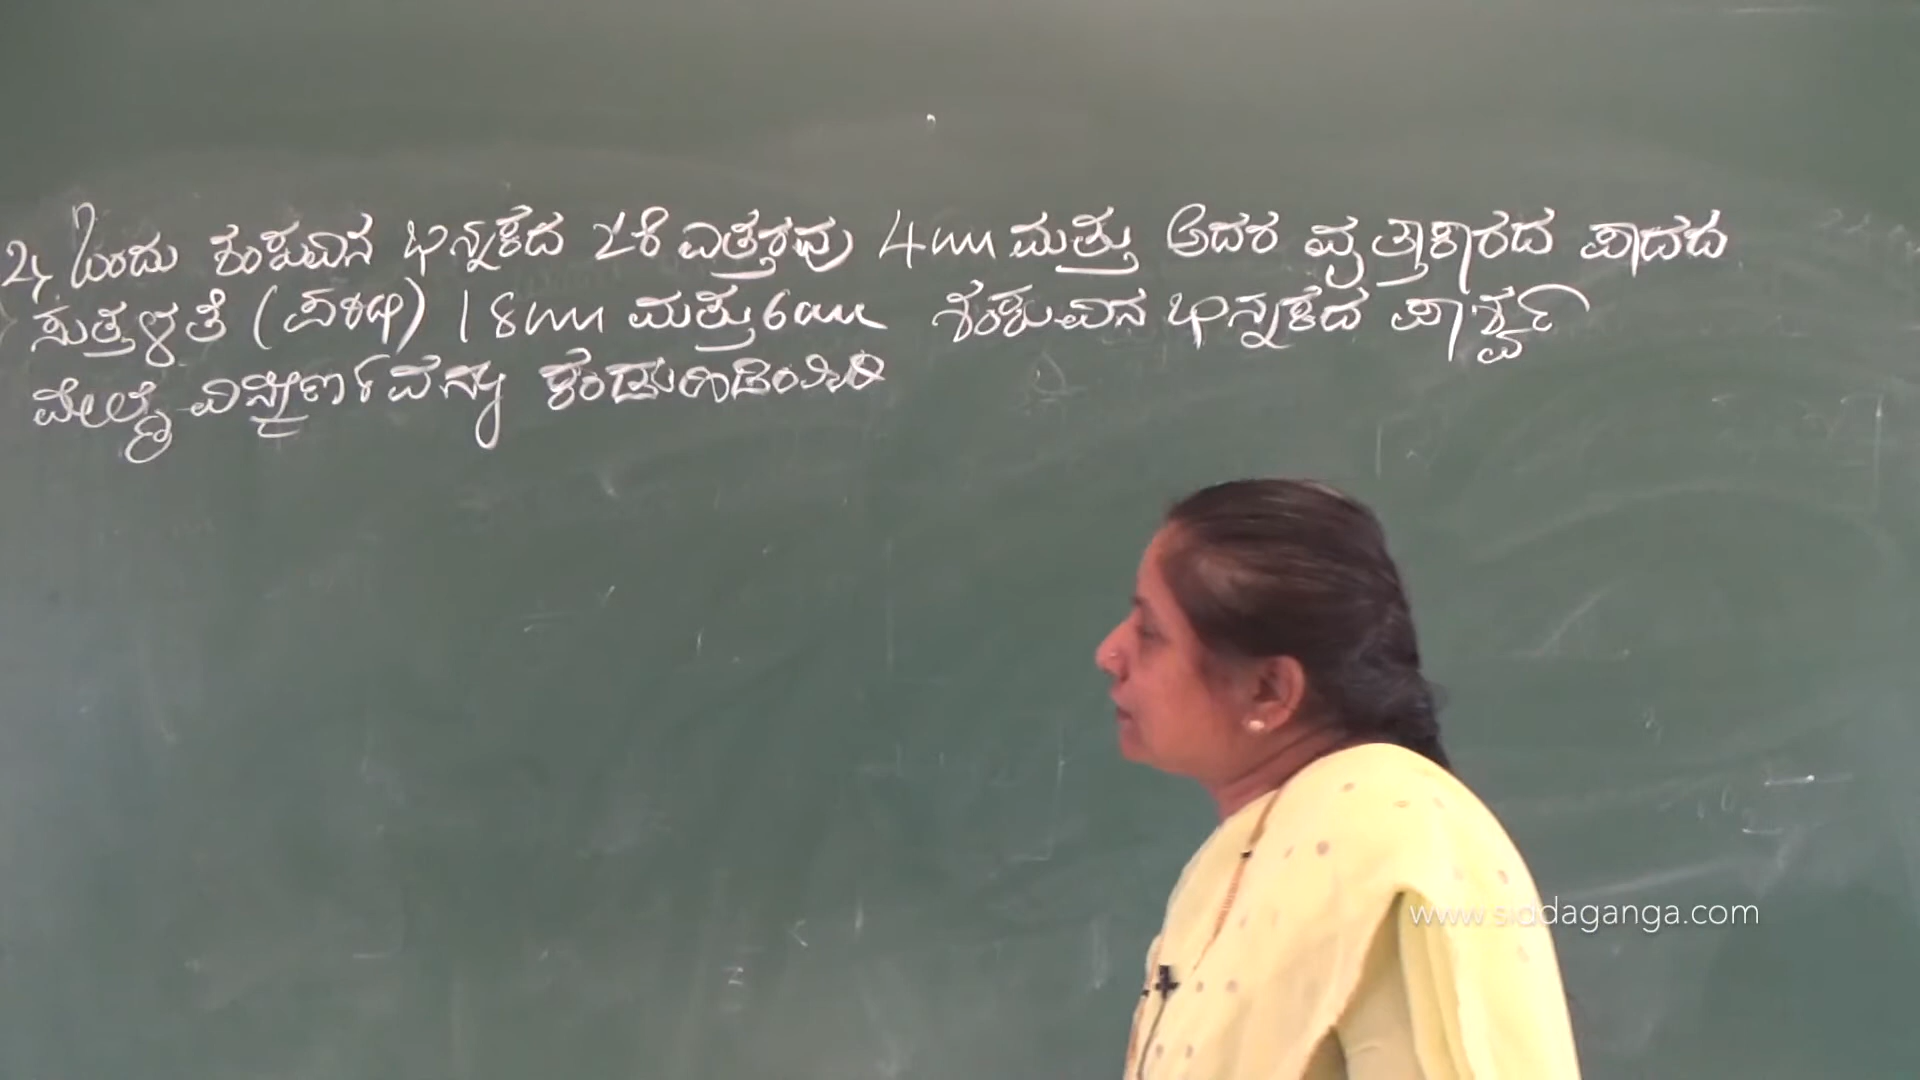 2, ಒಂದು ಶಂಕುವಿನ ಭಿನ್ನಕದ ಓರೆ ಎತ್ತರವು 4cm ಮತ್ತು ಅದರ ವೃತ್ತಾಕಾರದ ಪಾದದ
ಸುತ್ತಳತೆ (ಪರಿಧಿ) 18cm ಮತ್ತು 6cm ಶಂಕುವಿನ ಭಿನ್ನಕದ ಪಾರ್ಶ್ವ
ಮೇಲ್ಮೈ ವಿಸ್ತೀರ್ಣವನ್ನು ಕಂಡುಹಿಡಿಯಿರಿ
www.siddaganga.com